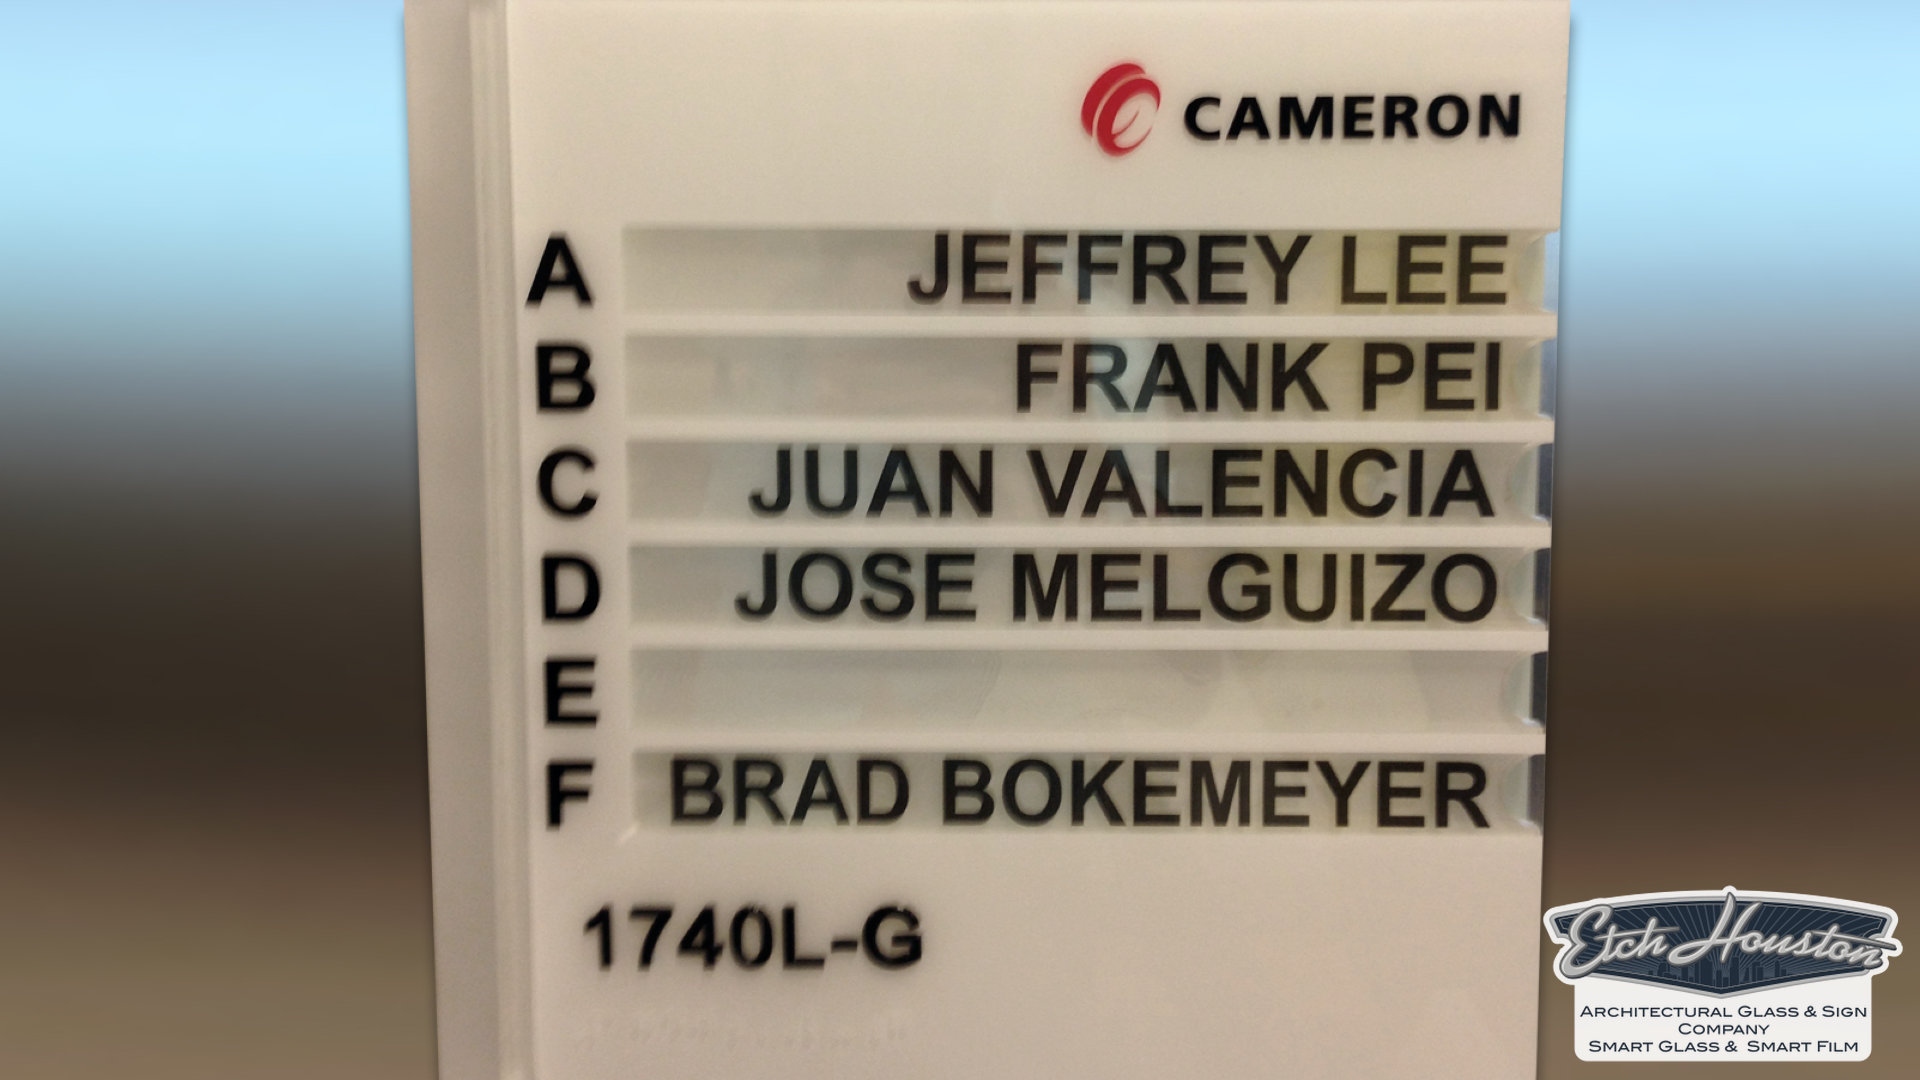 CAMERON
A JEFFREY LEE
B FRANK PEI
C JUAN VALENCIA
D JOSE MELGUIZO
E
F BRAD BOKEMEYER
1740L-G
Etch Houston
ARCHITECTURAL GLASS & SIGN
COMPANY
SMART GLASS & SMART FILM